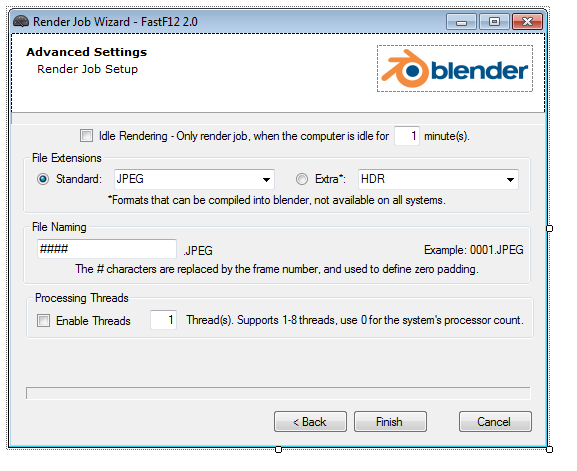 Render Job Wizard - FastF12 2.0
Advanced Settings
Render Job Setup
blender
Idle Rendering - Only render job, when the computer is idle for 1 minute(s).
File Extensions
Standard: JPEG Extra*: HDR
*Formats that can be compiled into blender, not available on all systems.
File Naming
#### .JPEG Example: 0001.JPEG
The # characters are replaced by the frame number, and used to define zero padding.
Processing Threads
Enable Threads 1 Thread(s). Supports 1-8 threads, use 0 for the system's processor count.
< Back Finish Cancel